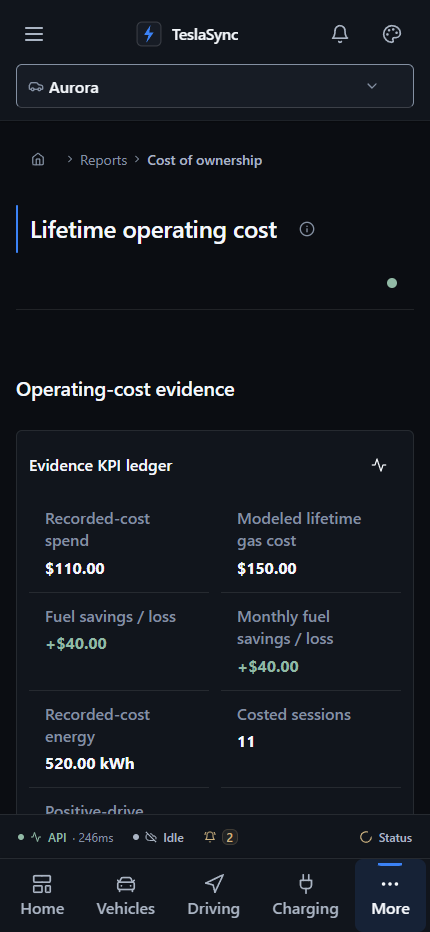 TeslaSync
Aurora
Reports
Cost of ownership
Lifetime operating cost
Operating-cost evidence
Evidence KPI ledger
Recorded-cost
spend
$110.00
Modeled lifetime
gas cost
$150.00
Fuel savings / loss
+$40.00
Monthly fuel
savings / loss
+$40.00
Recorded-cost
energy
520.00 kWh
Costed sessions
11
Positive-drive
API · 246ms
Idle
2
Status
Home
Vehicles
Driving
Charging
More